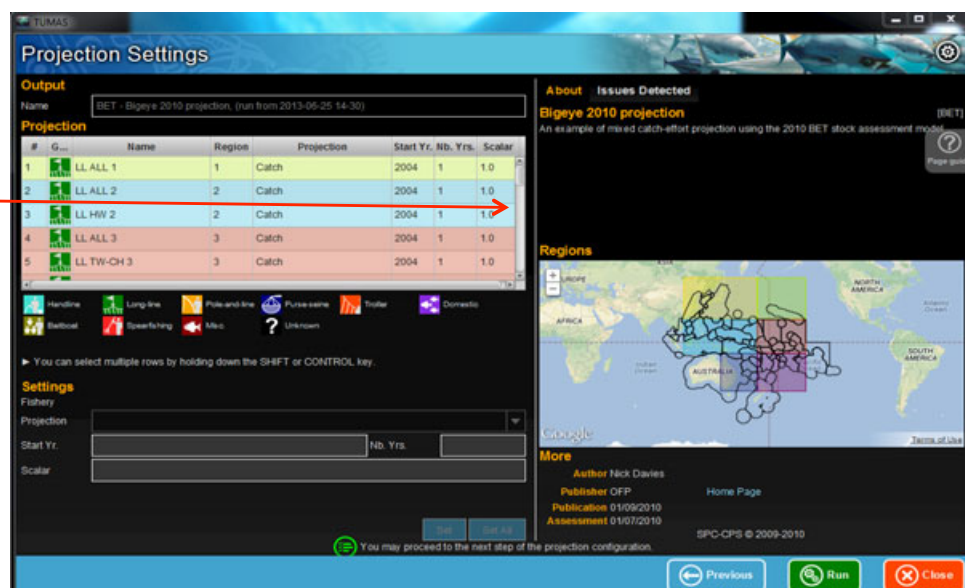 TUMAS
Projection Settings
Output
Name BET - Bigeye 2010 projection, (run from 2013-06-25 14-30)
Projection
# G... Name Region Projection Start Yr. Nb. Yrs. Scalar
1 LL ALL 1 1 Catch 2004 1 1.0
2 LL ALL 2 2 Catch 2004 1 1.0
3 LL HW 2 2 Catch 2004 1 1.0
4 LL ALL 3 3 Catch 2004 1 1.0
5 LL TW-CH 3 3 Catch 2004 1 1.0
Handline Long-line Pole-and-line Purse-seine Troller Domestic
Baitboat Spearfishing Misc. ? Unknown
► You can select multiple rows by holding down the SHIFT or CONTROL key.
Settings
Fishery
Projection
Start Yr. Nb. Yrs.
Scalar
Set Set All
About Issues Detected
Bigeye 2010 projection [BET]
An example of mixed catch-effort projection using the 2010 BET stock assessment model.
?
Page guide
Regions
+
-
EUROPE
ASIA
NORTH AMERICA
Atlantic Ocean
AFRICA
Indian Ocean
AUSTRALIA
SOUTH AMERICA
Google
Terms of Use
More
Author Nick Davies
Publisher OFP Home Page
Publication 01/09/2010
Assessment 01/07/2010
SPC-CPS © 2009-2010
You may proceed to the next step of the projection configuration.
Previous Run Close